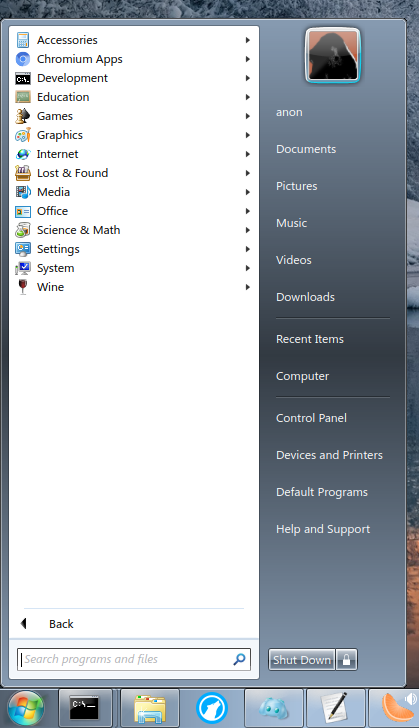 Accessories
Chromium Apps
Development
Education
Games
Graphics
Internet
Lost & Found
Media
Office
Science & Math
Settings
System
Wine
Back
Search programs and files
anon
Documents
Pictures
Music
Videos
Downloads
Recent Items
Computer
Control Panel
Devices and Printers
Default Programs
Help and Support
Shut Down
C:\_
C:\_